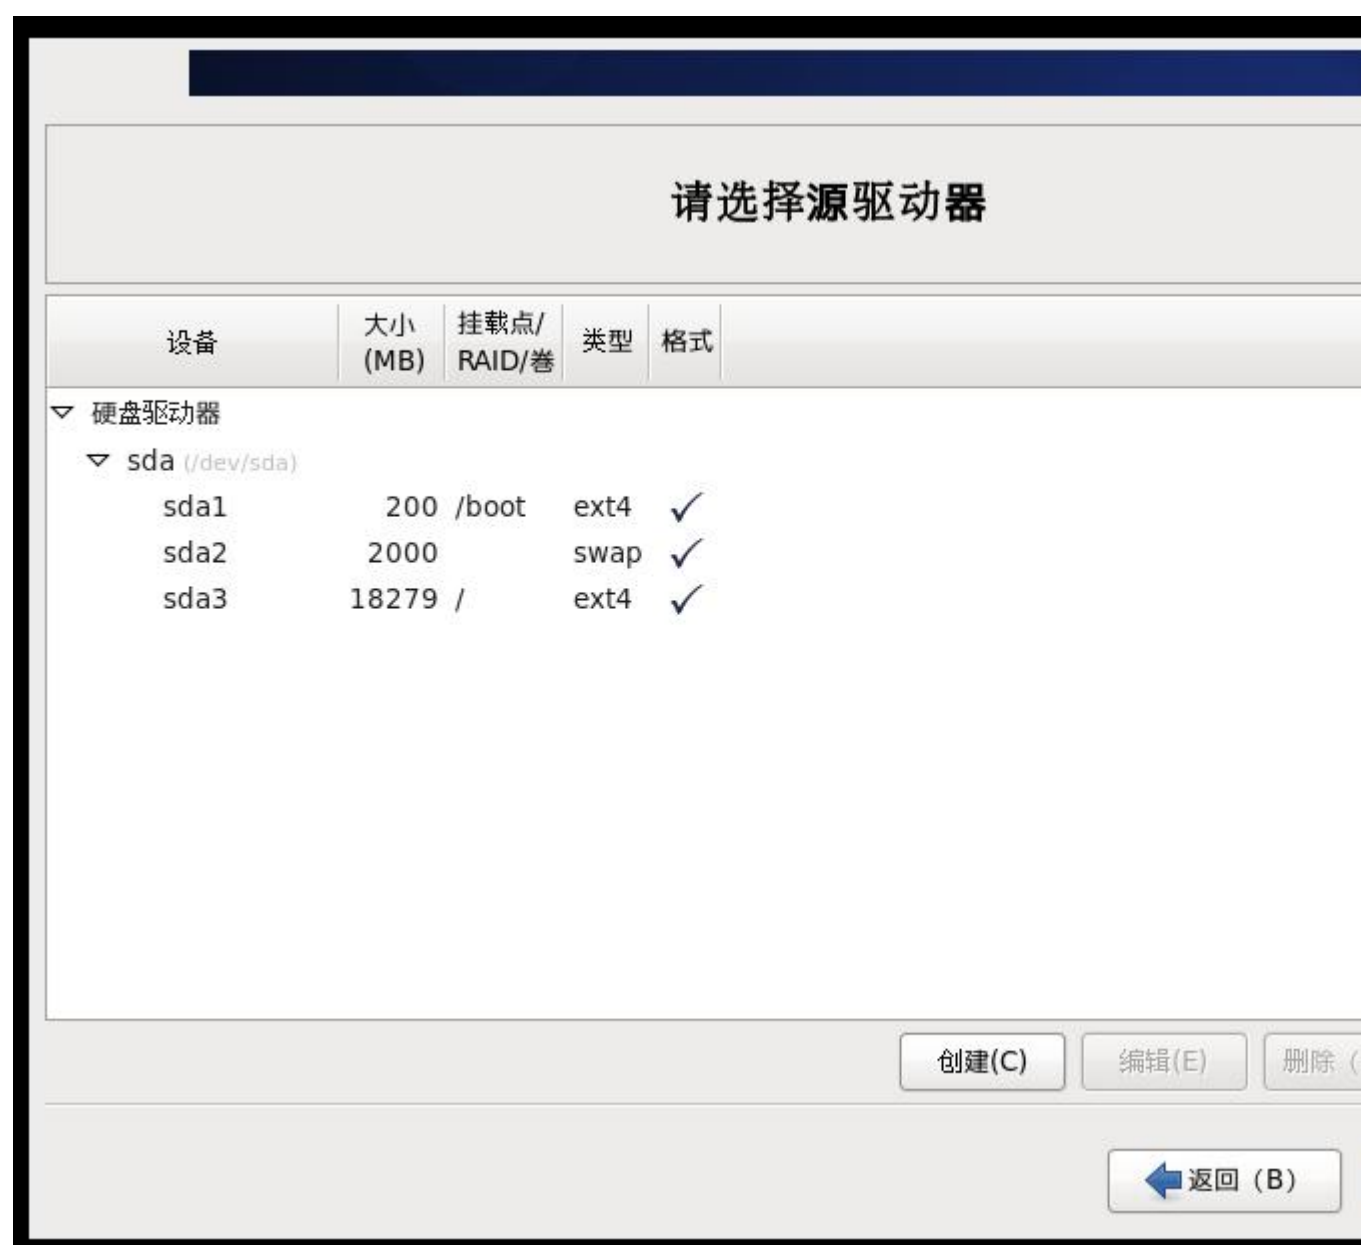 请选择源驱动器
设备 大小 (MB) 挂载点/ RAID/卷 类型 格式
硬盘驱动器
sda (/dev/sda)
sda1 200 /boot ext4
sda2 2000 swap
sda3 18279 / ext4
创建(C) 编辑(E) 删除（
返回（B）